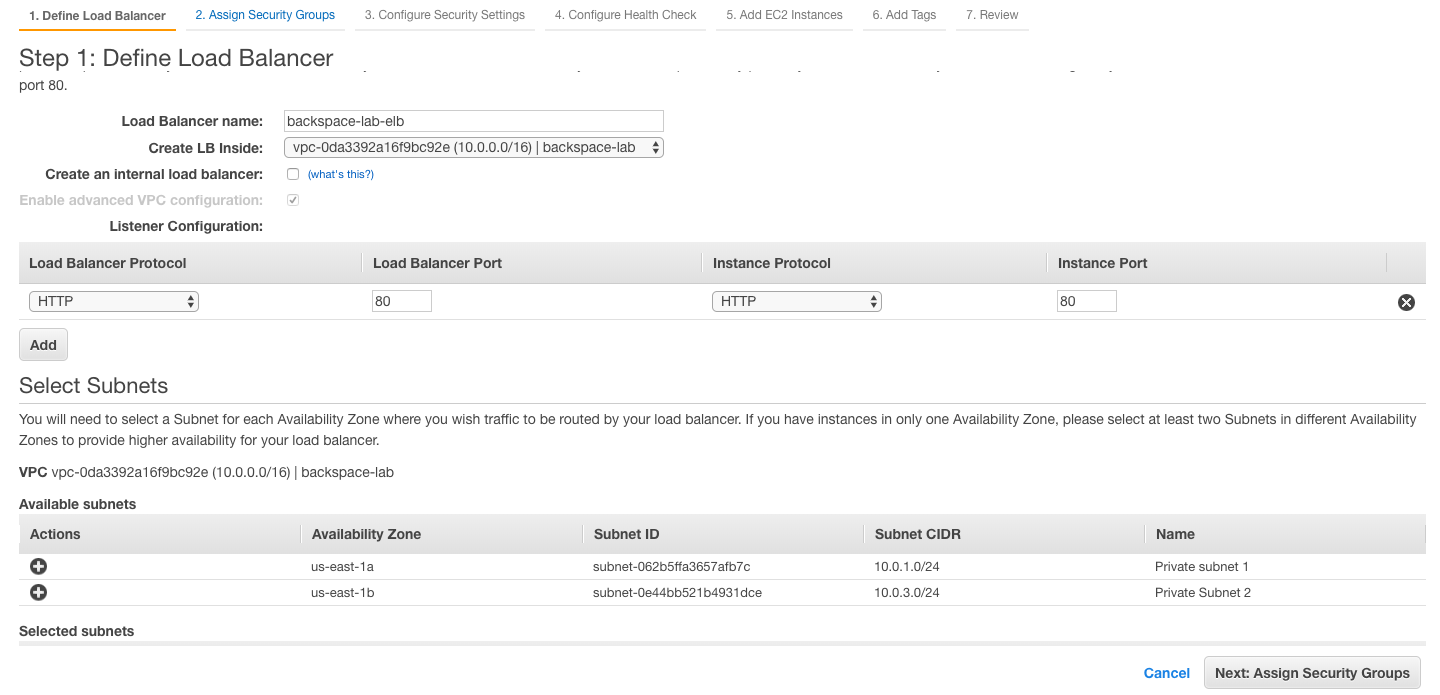 1. Define Load Balancer 2. Assign Security Groups 3. Configure Security Settings 4. Configure Health Check 5. Add EC2 Instances 6. Add Tags 7. Review
Step 1: Define Load Balancer
port 80.
Load Balancer name: backspace-lab-elb
Create LB Inside: vpc-0da3392a16f9bc92e (10.0.0.0/16) | backspace-lab
Create an internal load balancer: (what's this?)
Enable advanced VPC configuration:
Listener Configuration:
Load Balancer Protocol Load Balancer Port Instance Protocol Instance Port
HTTP 80 HTTP 80
Add
Select Subnets
You will need to select a Subnet for each Availability Zone where you wish traffic to be routed by your load balancer. If you have instances in only one Availability Zone, please select at least two Subnets in different Availability
Zones to provide higher availability for your load balancer.
VPC vpc-0da3392a16f9bc92e (10.0.0.0/16) | backspace-lab
Available subnets
Actions Availability Zone Subnet ID Subnet CIDR Name
us-east-1a subnet-062b5ffa3657afb7c 10.0.1.0/24 Private subnet 1
us-east-1b subnet-0e44bb521b4931dce 10.0.3.0/24 Private Subnet 2
Selected subnets
Cancel Next: Assign Security Groups